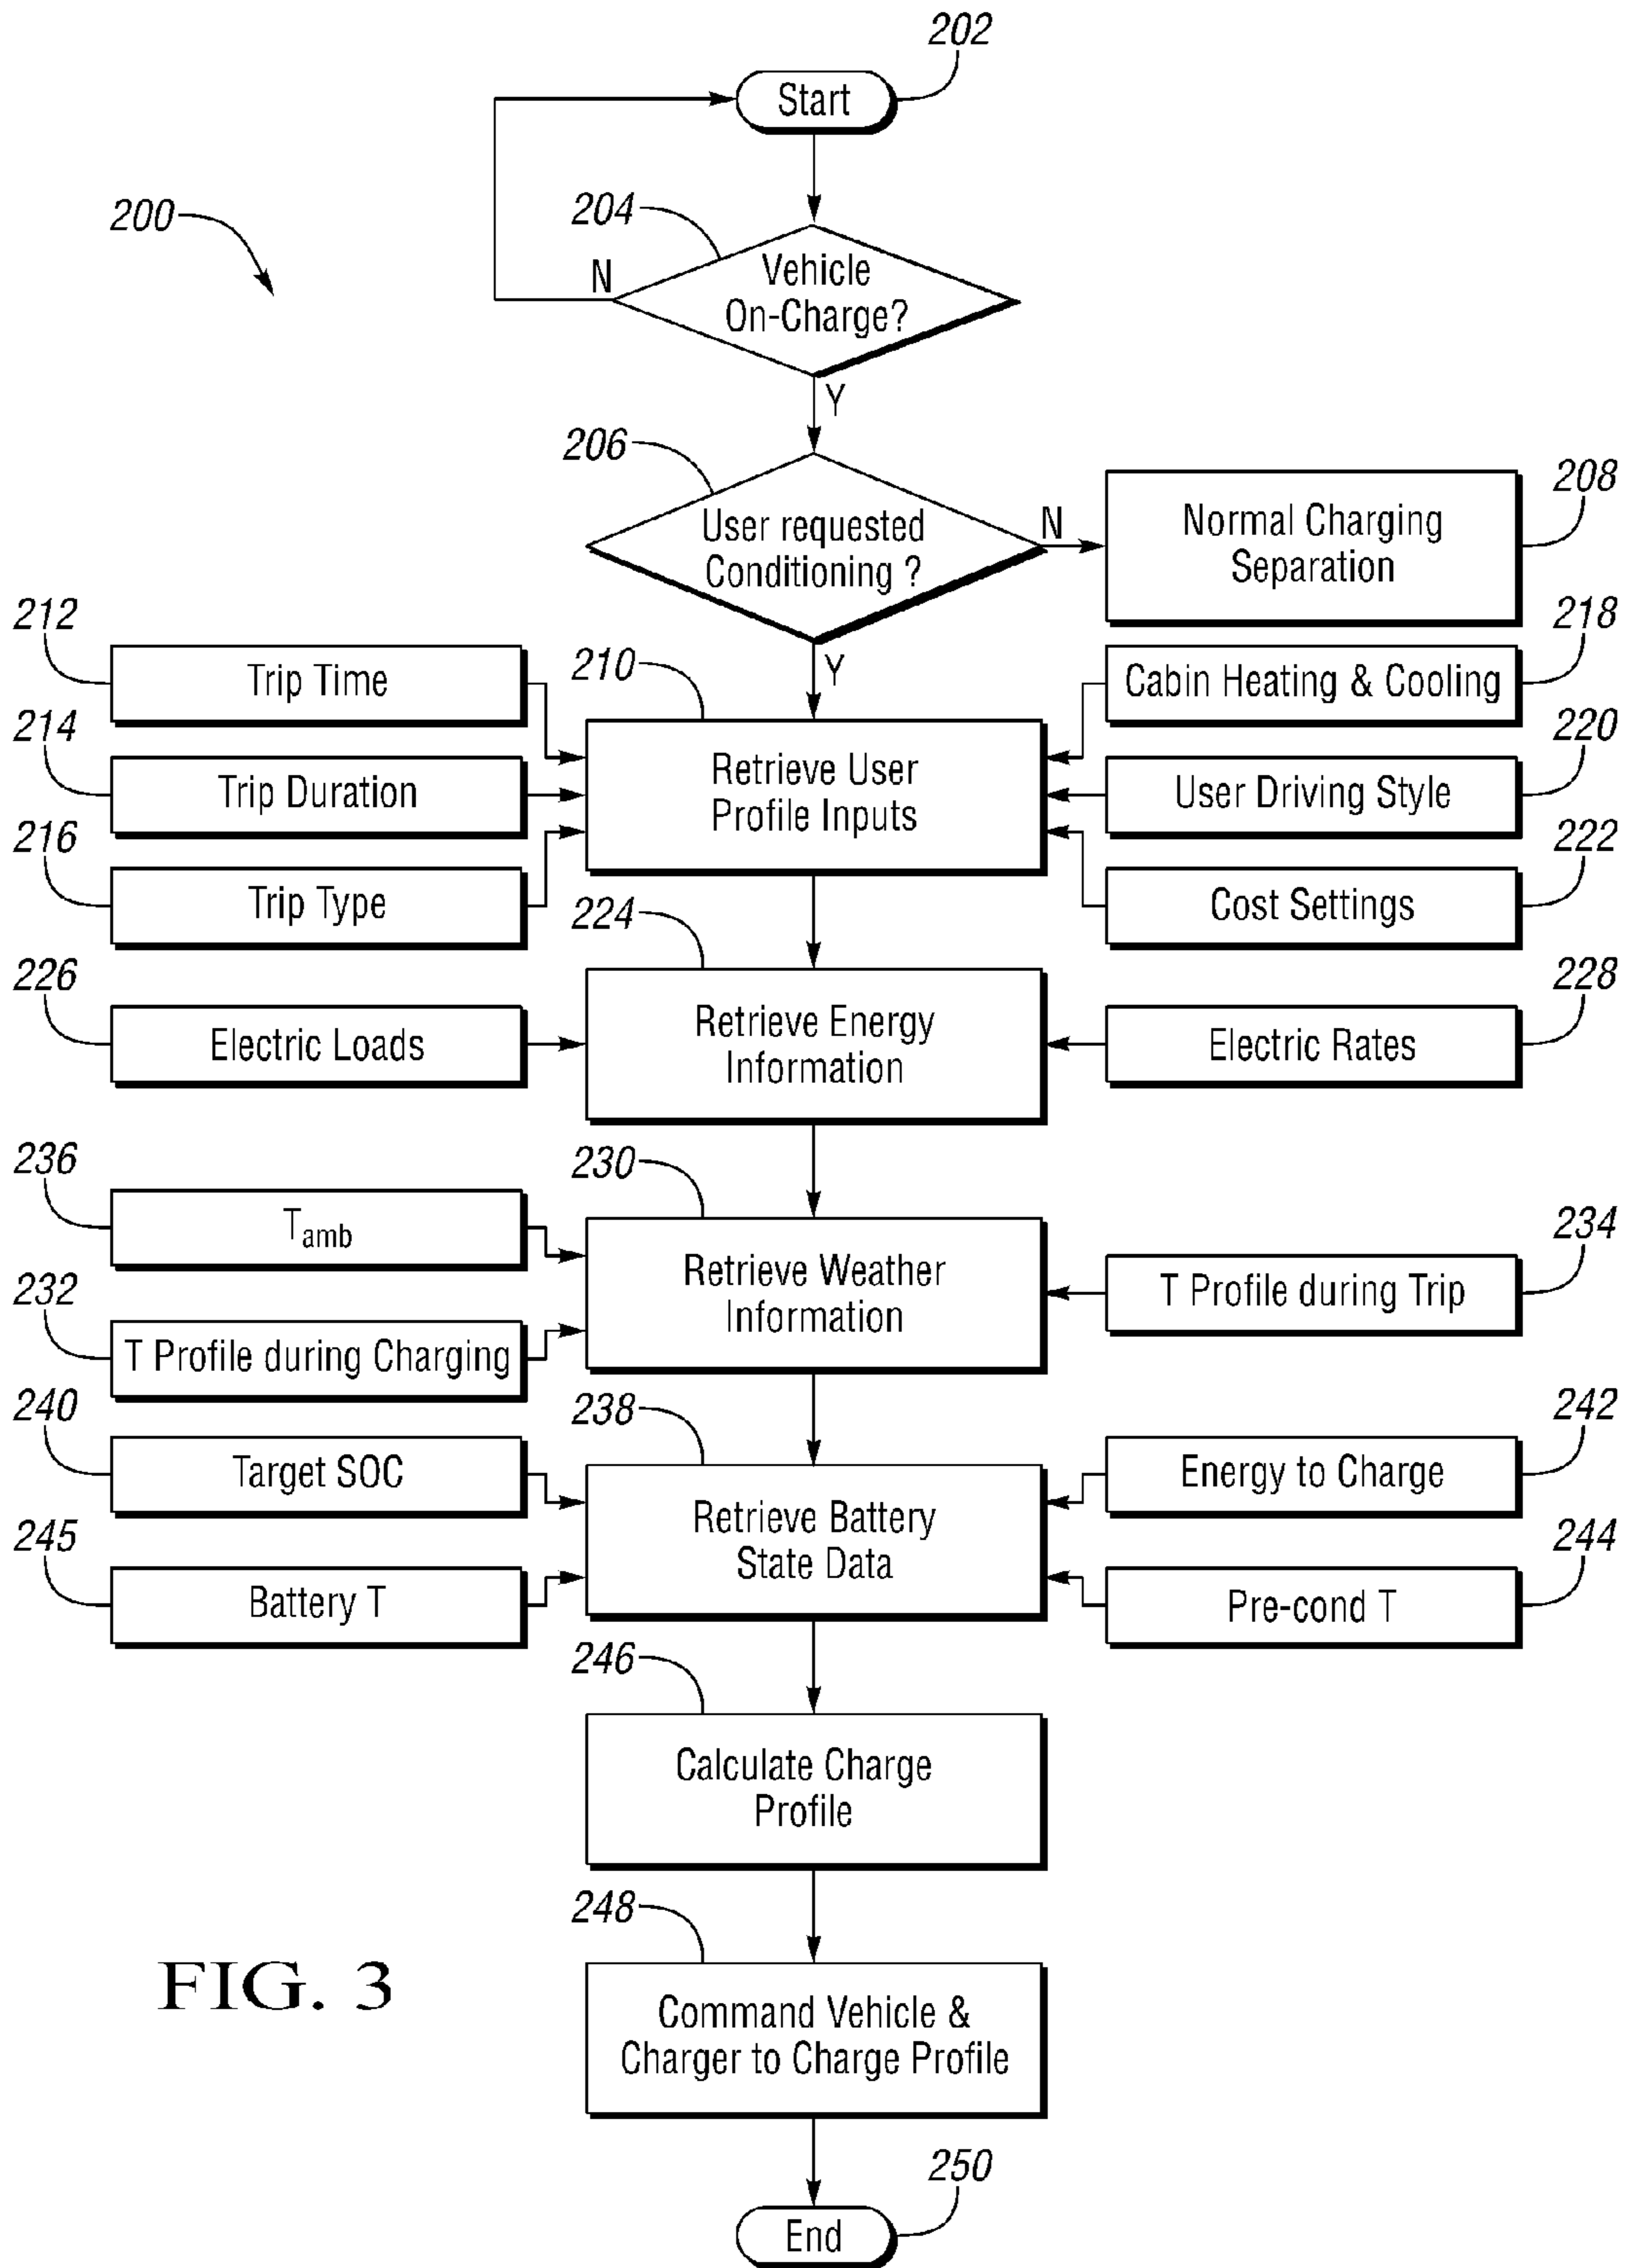 202
Start
200
204
N
Vehicle
On-Charge?
Y
206
User requested
Conditioning ?
N
Normal Charging
Separation
208
212
Trip Time
210
Y
Cabin Heating & Cooling
218
214
Trip Duration
Retrieve User
Profile Inputs
User Driving Style
220
216
Trip Type
Cost Settings
222
224
226
Electric Loads
Retrieve Energy
Information
Electric Rates
228
236
Tamb
230
Retrieve Weather
Information
T Profile during Trip
234
232
T Profile during Charging
240
Target SOC
238
Retrieve Battery
State Data
Energy to Charge
242
245
Battery T
Pre-cond T
244
246
Calculate Charge
Profile
248
Command Vehicle &
Charger to Charge Profile
FIG. 3
250
End